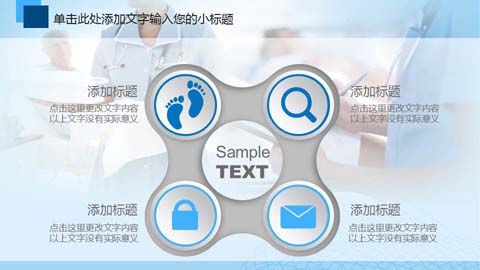 单击此处添加文字输入您的小标题
添加标题
点击这里更改文字内容
以上文字没有实际意义
添加标题
点击这里更改文字内容
以上文字没有实际意义
Sample
TEXT
添加标题
点击这里更改文字内容
以上文字没有实际意义
添加标题
点击这里更改文字内容
以上文字没有实际意义